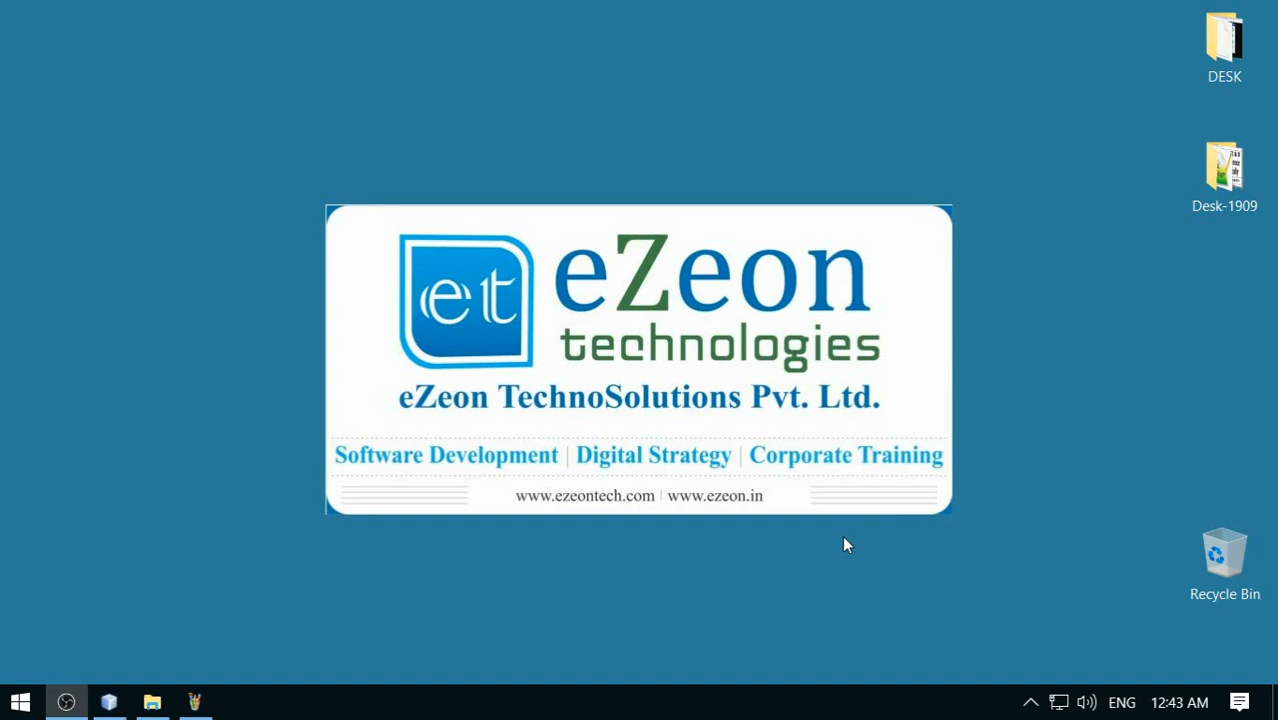 DESK
Desk-1909
et
eZeon
technologies
eZeon TechnoSolutions Pvt. Ltd.
Software Development | Digital Strategy | Corporate Training
www.ezeontech.com | www.ezeon.in
Recycle Bin
ENG 12:43 AM